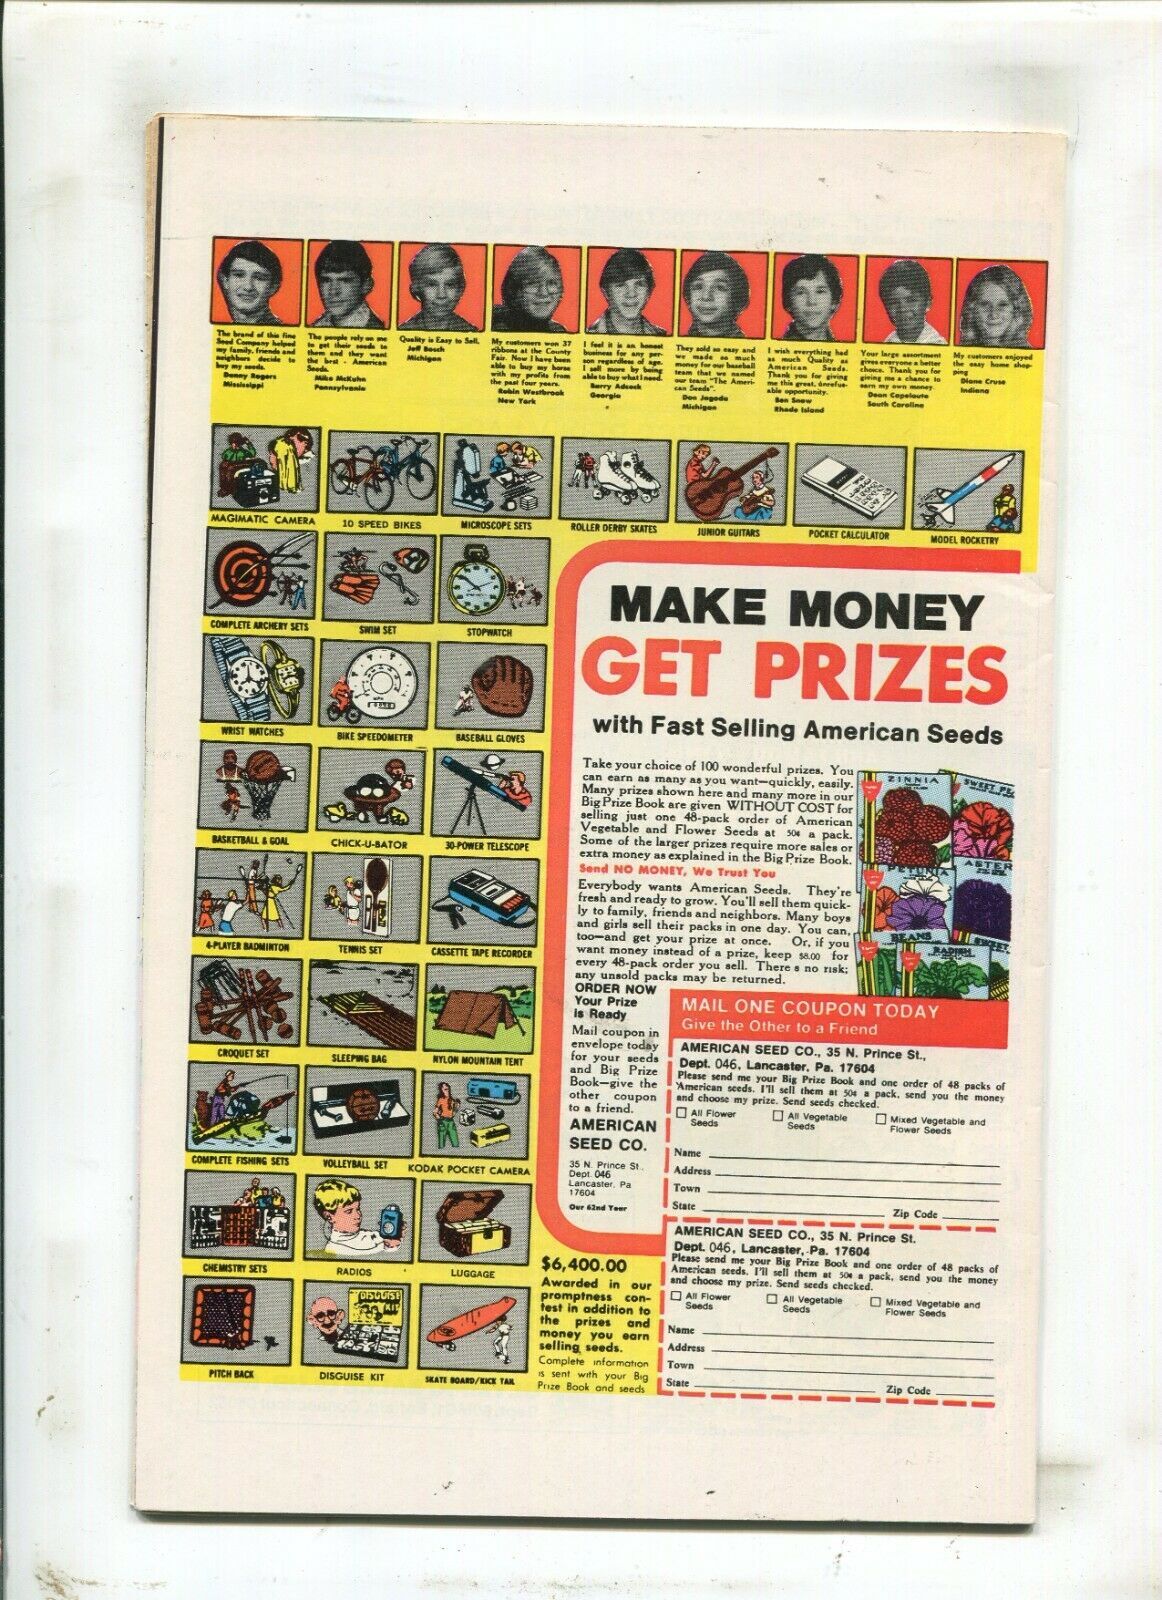 The brand of this fine
Seed Company helped
my family, friends and
neighbors decide to
buy my seeds.
Danny Rogers
Mississippi
The people rely on me
to get their seeds to
them and they want
the best - American
Seeds.
Mike McKuhn
Pennsylvania
Quality is Easy to Sell.
Jeff Bosch
Michigan
My customers won 37
ribbons at the County
Fair. Now I have been
able to buy my horse
with my profits from
the past four years.
Robin Westbrook
New York
I feel it is an honest
business for any per-
son regardless of age.
I sell more by being
able to buy what I need.
Barry Adcock
Georgia
They sold so easy and
we made so much
money for our baseball
team that we named
our team "The Ameri-
can Seeds".
Don Jagoda
Michigan
I wish everything had
as much Quality as
American Seeds.
Thank you for giving
me this great, unrefus-
able opportunity.
Ben Snow
Rhode Island
Your large assortment
gives everyone a better
choice. Thank you for
giving me a chance to
earn my own money.
Dean Capelouto
South Carolina
My customers enjoyed
the easy home shop-
ping
Diane Cruse
Indiana
MAGIMATIC CAMERA
10 SPEED BIKES
MICROSCOPE SETS
ROLLER DERBY SKATES
JUNIOR GUITARS
POCKET CALCULATOR
MODEL ROCKETRY
COMPLETE ARCHERY SETS
SWIM SET
STOPWATCH
WRIST WATCHES
BIKE SPEEDOMETER
BASEBALL GLOVES
BASKETBALL & GOAL
CHICK-U-BATOR
30-POWER TELESCOPE
4-PLAYER BADMINTON
TENNIS SET
CASSETTE TAPE RECORDER
CROQUET SET
SLEEPING BAG
NYLON MOUNTAIN TENT
COMPLETE FISHING SETS
VOLLEYBALL SET
KODAK POCKET CAMERA
CHEMISTRY SETS
RADIOS
LUGGAGE
PITCH BACK
DISGUISE KIT
DISGUISE KIT
SKATE BOARD/KICK TAIL
MAKE MONEY
GET PRIZES
with Fast Selling American Seeds
Take your choice of 100 wonderful prizes. You
can earn as many as you want—quickly, easily.
Many prizes shown here and many more in our
Big Prize Book are given WITHOUT COST for
selling just one 48-pack order of American
Vegetable and Flower Seeds at 50¢ a pack.
Some of the larger prizes require more sales or
extra money as explained in the Big Prize Book.
Send NO MONEY, We Trust You
Everybody wants American Seeds. They're
fresh and ready to grow. You'll sell them quick-
ly to family, friends and neighbors. Many boys
and girls sell their packs in one day. You can,
too—and get your prize at once. Or, if you
want money instead of a prize, keep $8.00 for
every 48-pack order you sell. There s no risk;
any unsold packs may be returned.
ZINNIA
SWEET PE
ASTER
PETUNIA
BEANS
RADISH
SWEET
ORDER NOW
Your Prize
is Ready
Mail coupon in
envelope today
for your seeds
and Big Prize
Book—give the
other coupon
to a friend.
AMERICAN
SEED CO.
35 N. Prince St.,
Dept. 046
Lancaster, Pa
17604
Our 62nd Year
MAIL ONE COUPON TODAY
Give the Other to a Friend
AMERICAN SEED CO., 35 N. Prince St.,
Dept. 046, Lancaster, Pa. 17604
Please send me your Big Prize Book and one order of 48 packs of
American seeds. I'll sell them at 50¢ a pack, send you the money
and choose my prize. Send seeds checked.
All Flower Seeds
All Vegetable Seeds
Mixed Vegetable and Flower Seeds
Name
Address
Town
State Zip Code
AMERICAN SEED CO., 35 N. Prince St.
Dept. 046, Lancaster, Pa. 17604
Please send me your Big Prize Book and one order of 48 packs of
American seeds. I'll sell them at 50¢ a pack, send you the money
and choose my prize. Send seeds checked.
All Flower Seeds
All Vegetable Seeds
Mixed Vegetable and Flower Seeds
Name
Address
Town
State Zip Code
$6,400.00
Awarded in our
promptness con-
test in addition to
the prizes and
money you earn
selling seeds.
Complete information
is sent with your Big
Prize Book and seeds